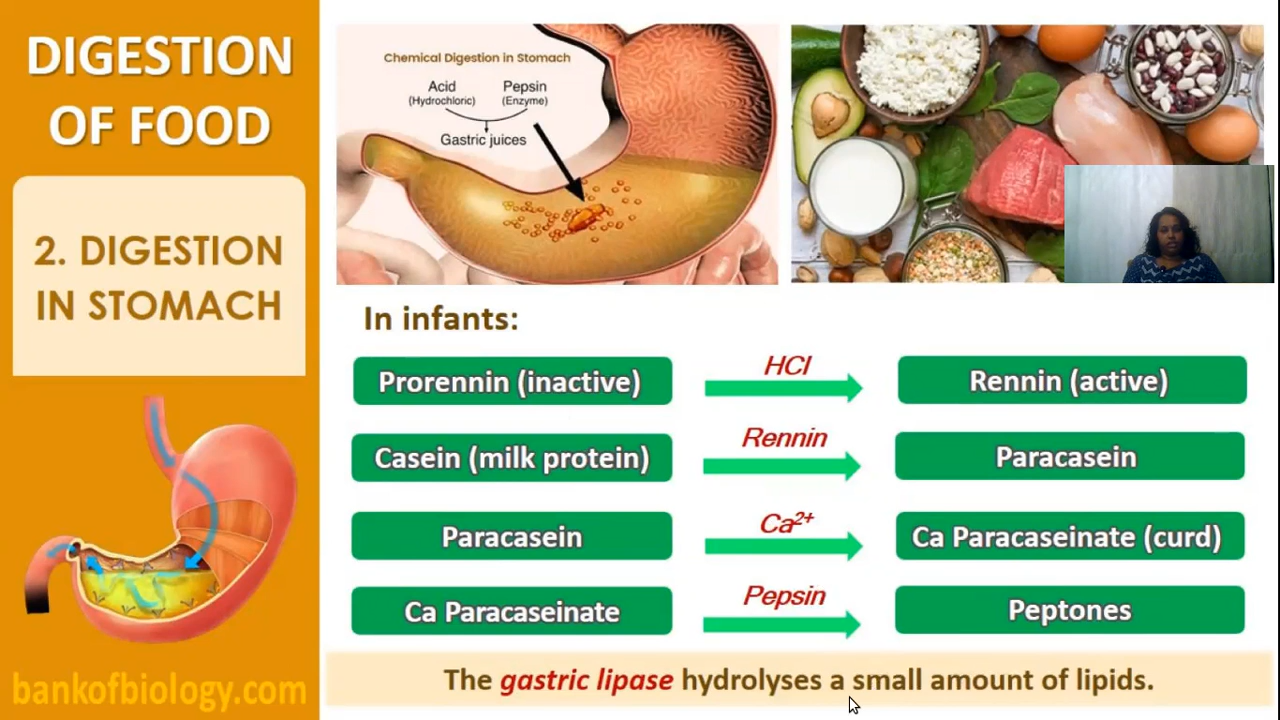 DIGESTION
OF FOOD
2. DIGESTION
IN STOMACH
bankofbiology.com
Chemical Digestion in Stomach
Acid
(Hydrochloric)
Pepsin
(Enzyme)
Gastric juices
In infants:
Prorennin (inactive)
HCl
Rennin (active)
Casein (milk protein)
Rennin
Paracasein
Paracasein
Ca²⁺
Ca Paracaseinate (curd)
Ca Paracaseinate
Pepsin
Peptones
The gastric lipase hydrolyses a small amount of lipids.